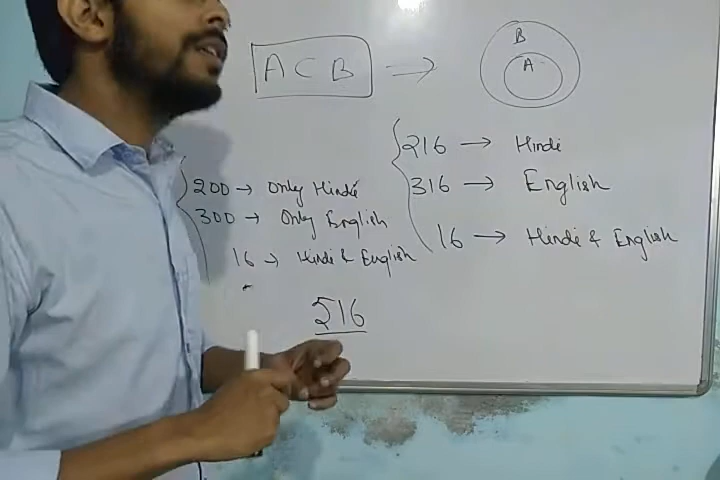 A ⊂ B →
B
A
200 → Only Hindi
300 → Only English
16 → Hindi & English
516
216 → Hindi
316 → English
16 → Hindi & English